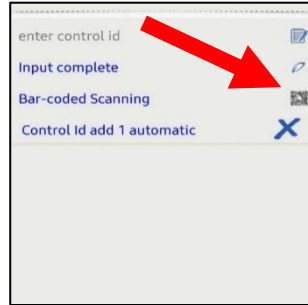 enter control id
Input complete
Bar-coded Scanning
Control Id add 1 automatic